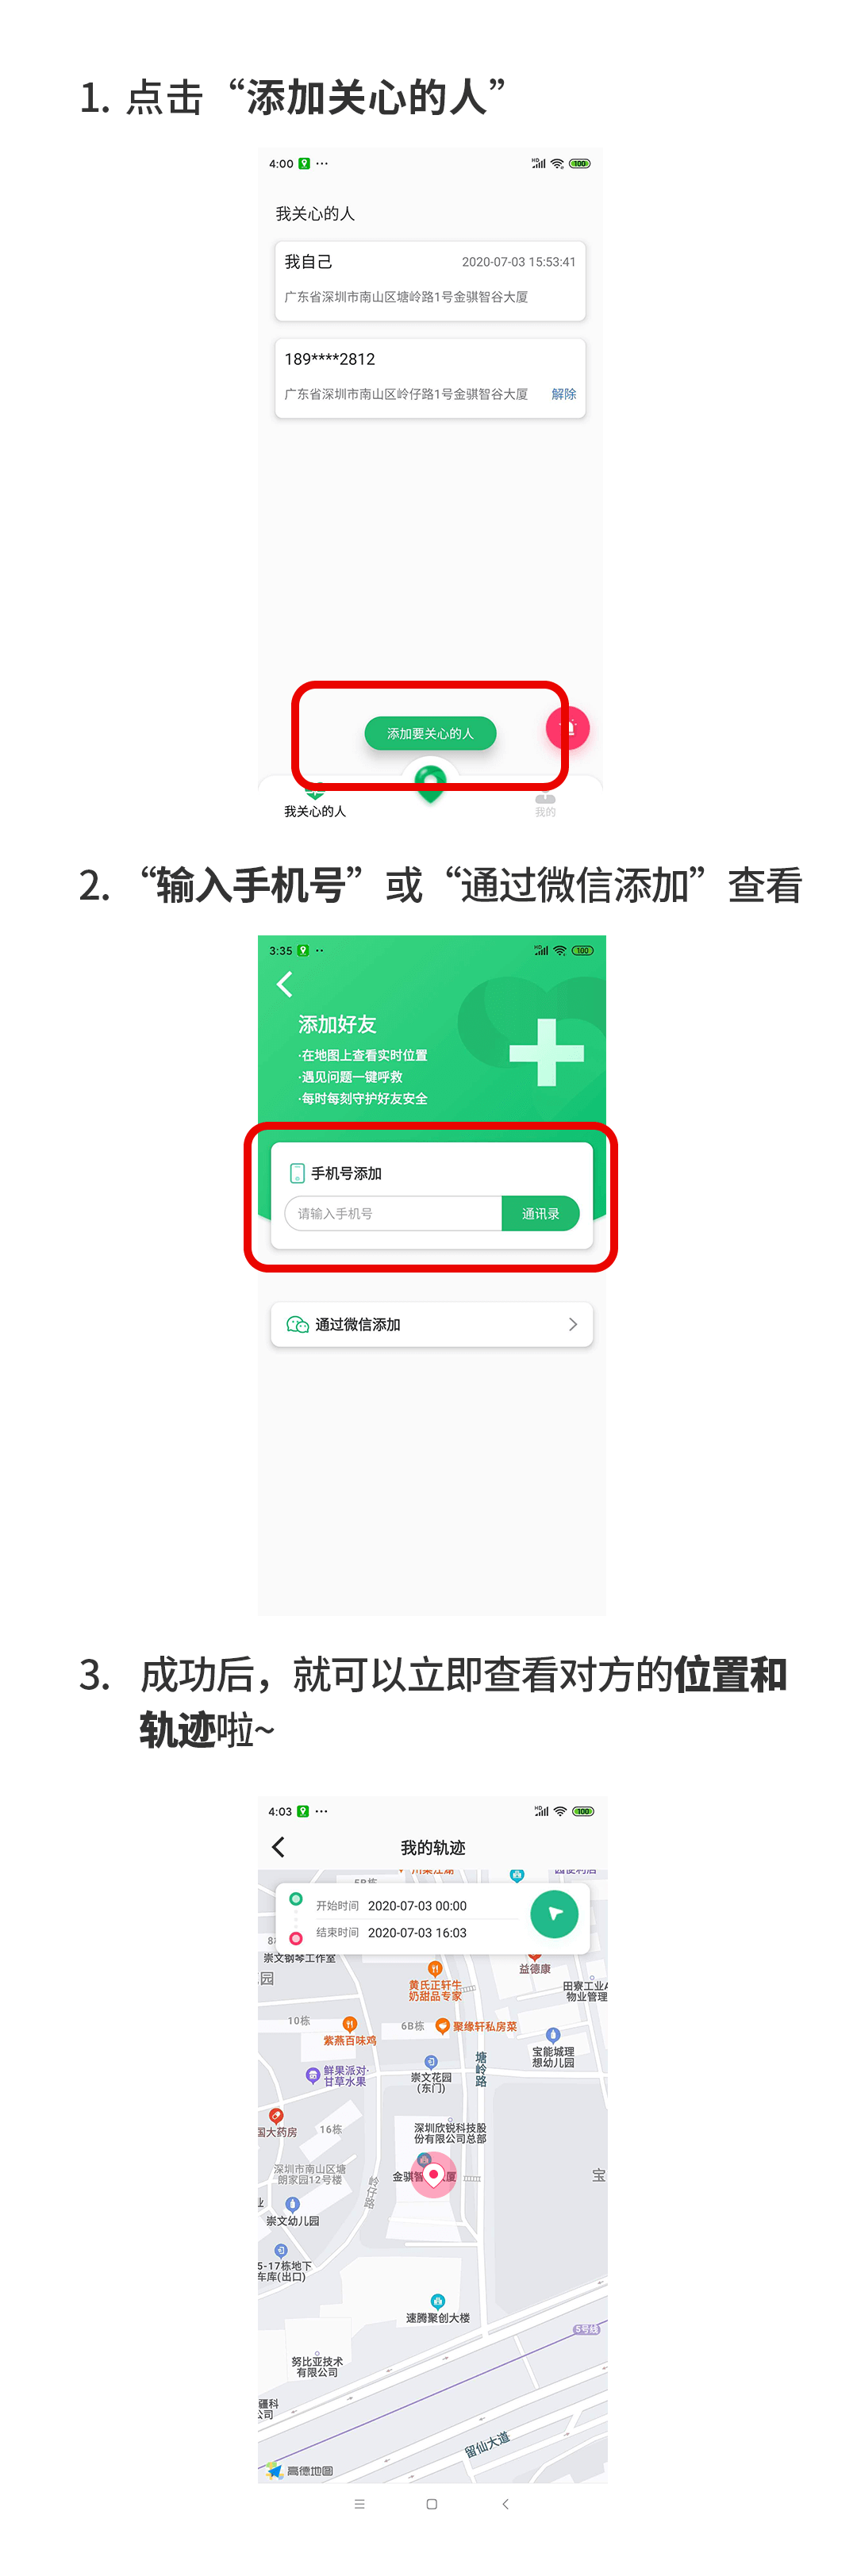 1. 点击“添加关心的人”
4:00
HD
100
我关心的人
我自己
2020-07-03 15:53:41
广东省深圳市南山区塘岭路1号金骐智谷大厦
189****2812
广东省深圳市南山区岭仔路1号金骐智谷大厦
解除
添加要关心的人
我关心的人
我的
2. “输入手机号”或“通过微信添加”查看
3:35
HD
100
添加好友
·在地图上查看实时位置
·遇见问题一键呼救
·每时每刻守护好友安全
手机号添加
请输入手机号
通讯录
通过微信添加
3. 成功后，就可以立即查看对方的位置和
轨迹啦~
4:03
HD
100
我的轨迹
开始时间 2020-07-03 00:00
结束时间 2020-07-03 16:03
崇文钢琴工作室
园
益德康
黄氏正轩牛
奶甜品专家
田寮工业A
物业管理
10栋
6B栋
聚缘轩私房菜
紫燕百味鸡
宝能城理
想幼儿园
塘岭路
鲜果派对·
甘草水果
崇文花园
(东门)
国大药房
16栋
深圳欣锐科技股
份有限公司总部
深圳市南山区塘
朗家园12号楼
金骐智
厦
岭仔路
宝
崇文幼儿园
5-17栋地下
车库(出口)
速腾聚创大楼
5号线
努比亚技术
有限公司
疆科
公司
留仙大道
高德地图